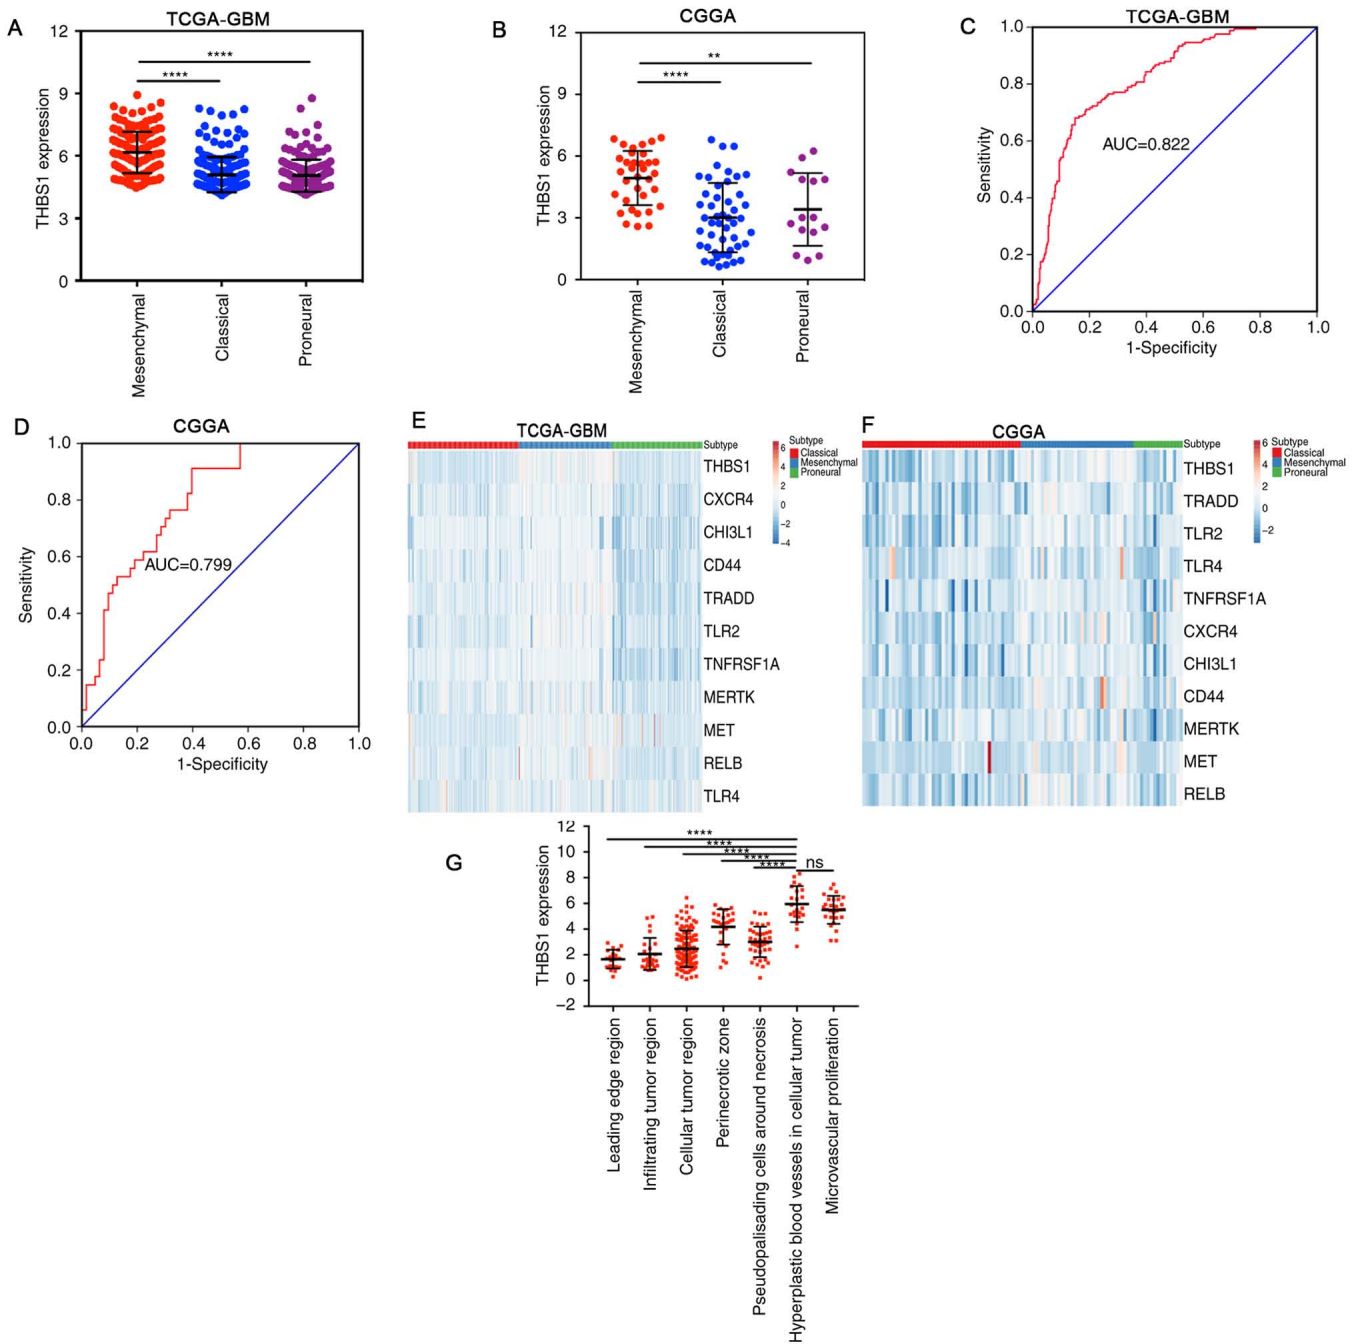 A
TCGA-GBM
12
9
6
3
0
THBS1 expression
****
****
Mesenchymal
Classical
Proneural
B
CGGA
12
9
6
3
0
THBS1 expression
**
****
Mesenchymal
Classical
Proneural
C
TCGA-GBM
1.0
0.8
0.6
0.4
0.2
0.0
Sensitivity
AUC=0.822
0.0 0.2 0.4 0.6 0.8 1.0
1-Specificity
D
CGGA
1.0
0.8
0.6
0.4
0.2
0.0
Sensitivity
AUC=0.799
0.0 0.2 0.4 0.6 0.8 1.0
1-Specificity
E
TCGA-GBM
Subtype
THBS1
CXCR4
CHI3L1
CD44
TRADD
TLR2
TNFRSF1A
MERTK
MET
RELB
TLR4
6
4
2
0
−2
−4
Subtype
Classical
Mesenchymal
Proneural
F
CGGA
Subtype
THBS1
TRADD
TLR2
TLR4
TNFRSF1A
CXCR4
CHI3L1
CD44
MERTK
MET
RELB
6
4
2
0
−2
Subtype
Classical
Mesenchymal
Proneural
G
12
10
8
6
4
2
0
−2
THBS1 expression
****
****
****
****
****
ns
Leading edge region
Infiltrating tumor region
Cellular tumor region
Perinecrotic zone
Pseudopalisading cells around necrosis
Hyperplastic blood vessels in cellular tumor
Microvascular proliferation